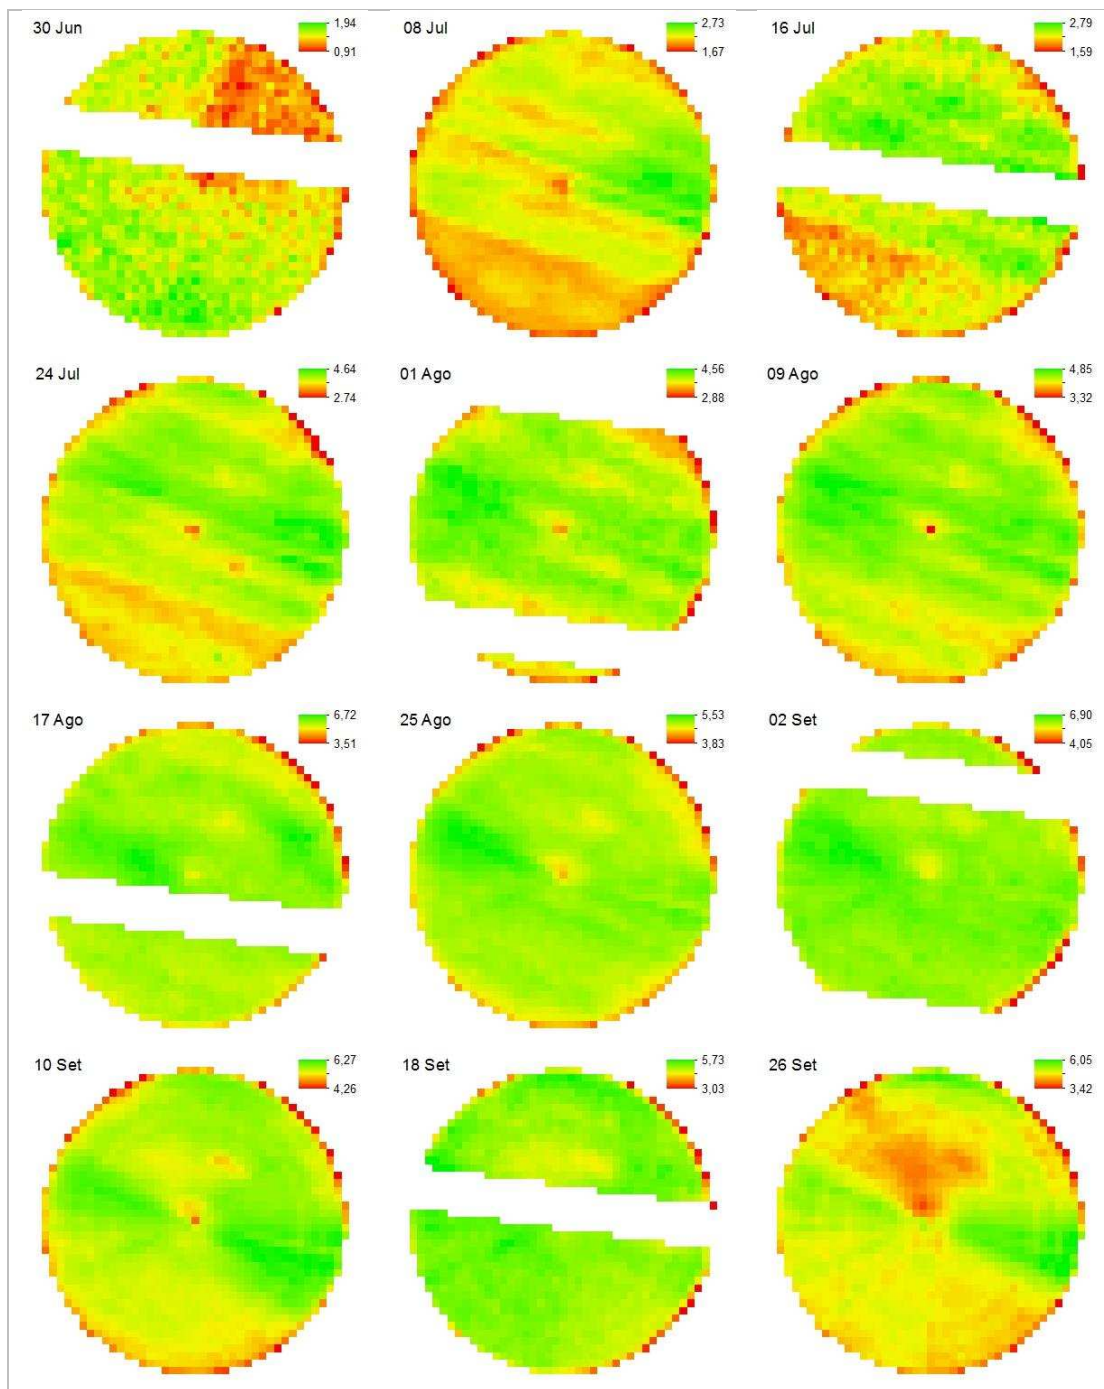 30 Jun
1,94
0,91
08 Jul
2,73
1,67
16 Jul
2,79
1,59
24 Jul
4.64
2.74
01 Ago
4,56
2,88
09 Ago
4,85
3,32
17 Ago
6,72
3,51
25 Ago
5,53
3,83
02 Set
6,90
4,05
10 Set
6,27
4,26
18 Set
5,73
3,03
26 Set
6,05
3,42